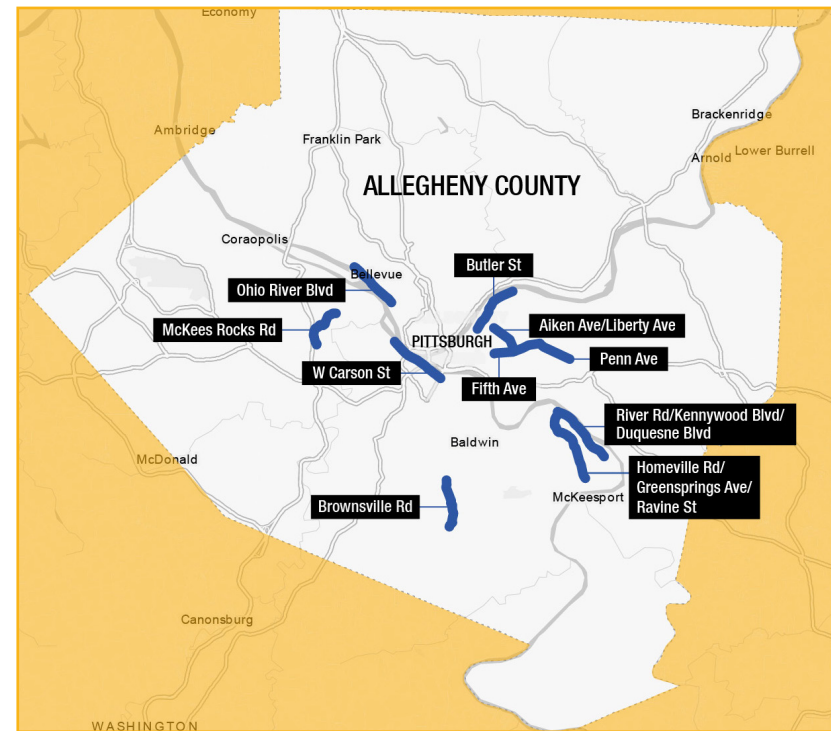 Economy
Ambridge
Brackenridge
Franklin Park
Arnold
Lower Burrell
ALLEGHENY COUNTY
Coraopolis
Butler St
Bellevue
Ohio River Blvd
Aiken Ave/Liberty Ave
McKees Rocks Rd
PITTSBURGH
Penn Ave
W Carson St
Fifth Ave
River Rd/Kennywood Blvd/
Duquesne Blvd
Baldwin
McDonald
Homeville Rd/
Greensprings Ave/
Ravine St
McKeesport
Brownsville Rd
Canonsburg
WASHINGTON